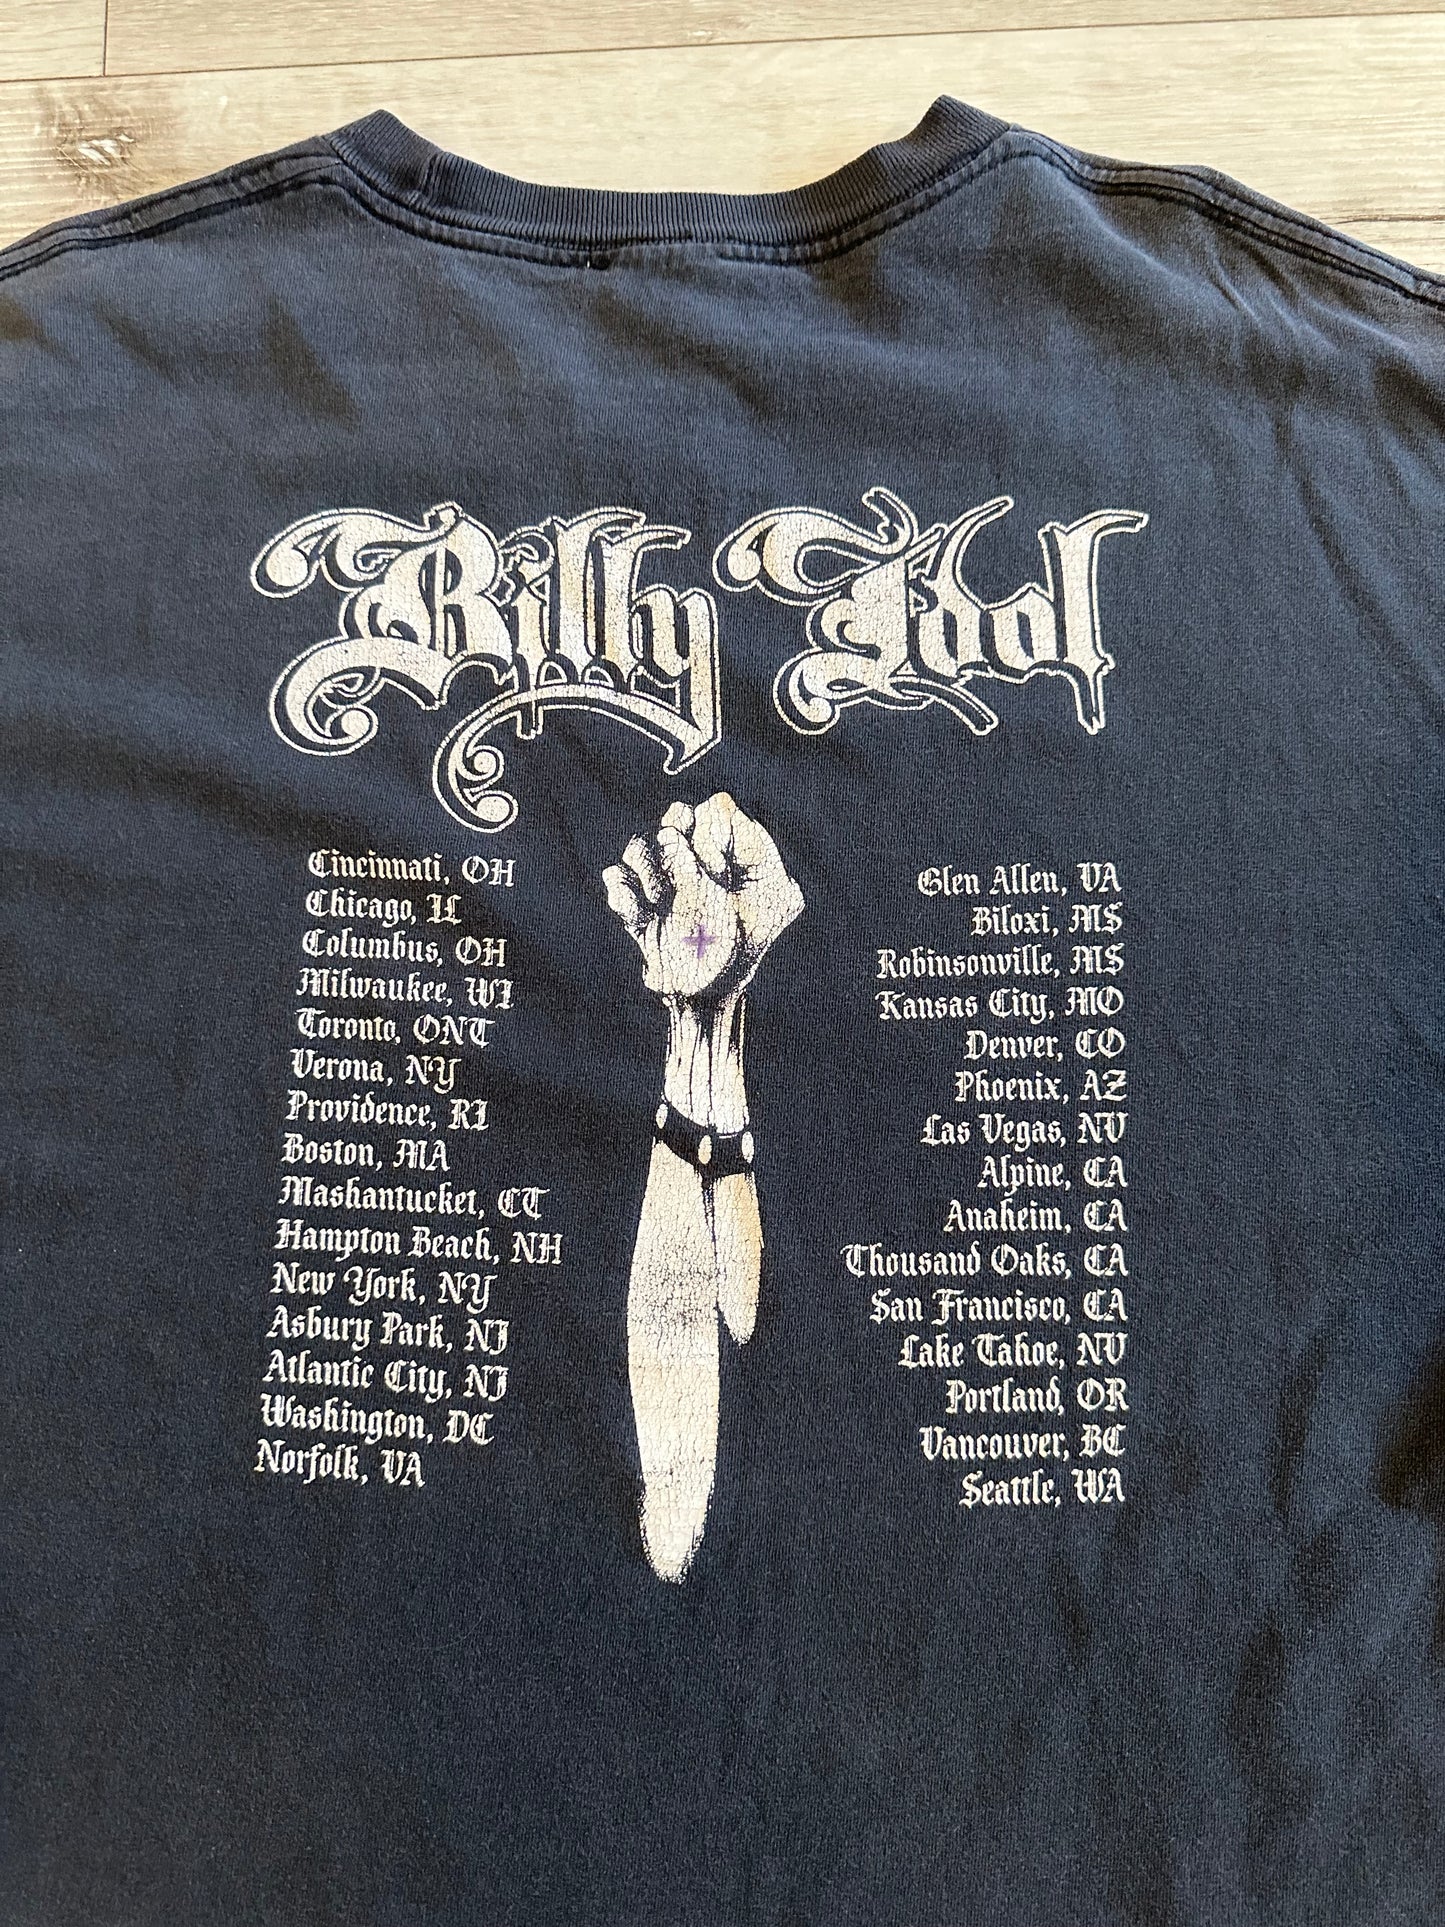 Billy Idol
Cincinnati, OH
Chicago, IL
Columbus, OH
Milwaukee, WI
Toronto, ONT
Verona, NY
Providence, RI
Boston, MA
Mashantucket, CT
Hampton Beach, NH
New York, NY
Asbury Park, NJ
Atlantic City, NJ
Washington, DC
Norfolk, VA
Glen Allen, VA
Biloxi, MS
Robinsonville, MS
Kansas City, MO
Denver, CO
Phoenix, AZ
Las Vegas, NV
Alpine, CA
Anaheim, CA
Thousand Oaks, CA
San Francisco, CA
Lake Tahoe, NV
Portland, OR
Vancouver, BC
Seattle, WA